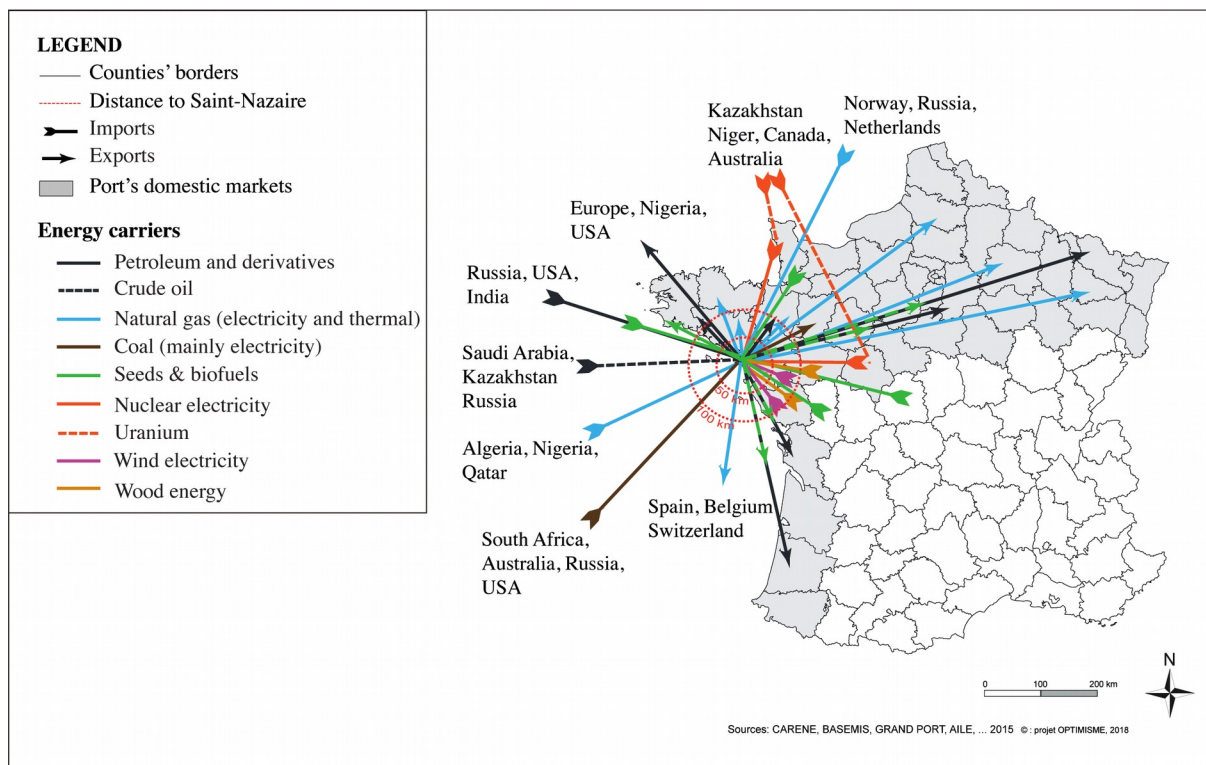 LEGEND
Counties' borders
Distance to Saint-Nazaire
Imports
Exports
Port's domestic markets
Energy carriers
Petroleum and derivatives
Crude oil
Natural gas (electricity and thermal)
Coal (mainly electricity)
Seeds & biofuels
Nuclear electricity
Uranium
Wind electricity
Wood energy
Kazakhstan
Niger, Canada,
Australia
Norway, Russia,
Netherlands
Europe, Nigeria,
USA
Russia, USA,
India
Saudi Arabia,
Kazakhstan
Russia
50 km
100 km
Algeria, Nigeria,
Qatar
Spain, Belgium
Switzerland
South Africa,
Australia, Russia,
USA
N
0 100 200 km
Sources: CARENE, BASEMIS, GRAND PORT, AILE, ... 2015 © : projet OPTIMISME, 2018